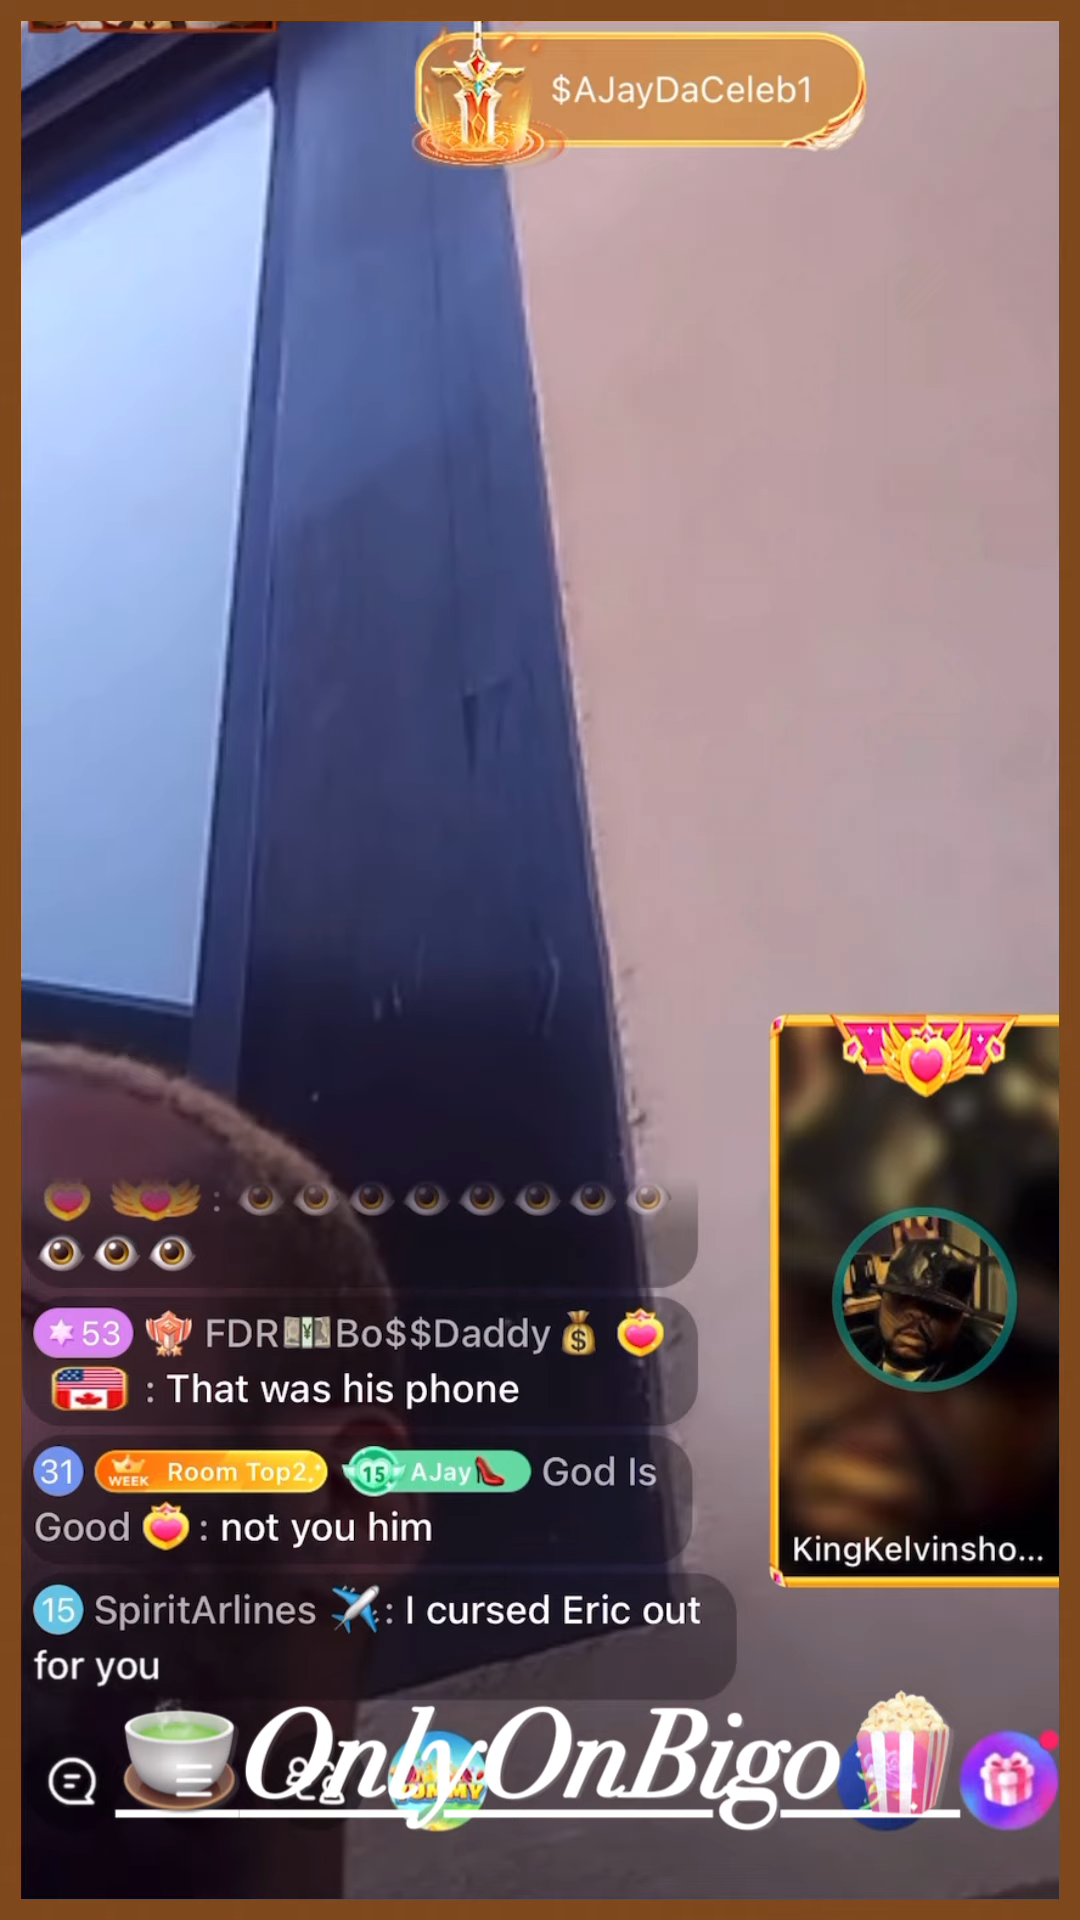 $AJayDaCeleb1
: 👁👁👁👁👁👁👁👁
👁👁👁
53 FDR💴Bo$$Daddy💰
: That was his phone
31 WEEK Room Top2 15 AJay👠 God Is
Good : not you him
15 SpiritArlines ✈️: I cursed Eric out
for you
KingKelvinsho...
🍵OnlyOnBigo🍿